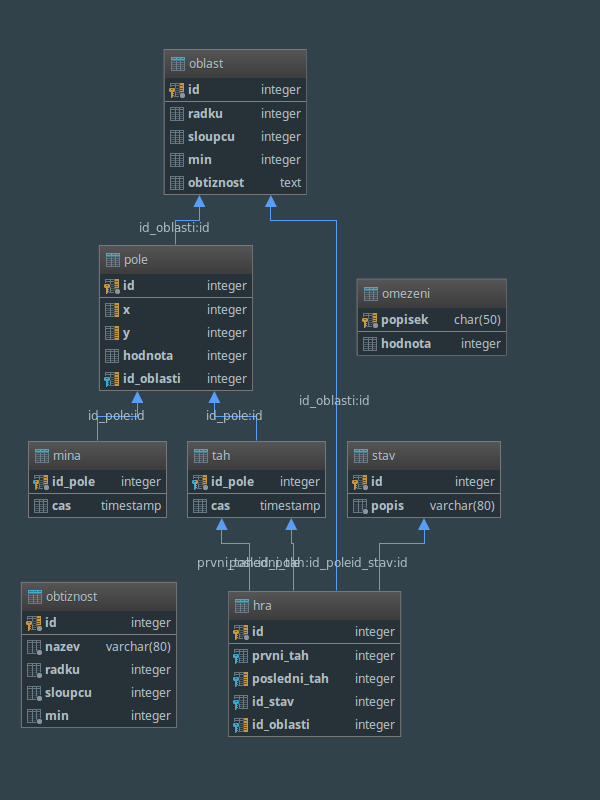 oblast
id integer
radku integer
sloupcu integer
min integer
obtiznost text
id_oblasti:id
pole
id integer
x integer
y integer
hodnota integer
id_oblasti integer
omezeni
popisek char(50)
hodnota integer
id_oblasti:id
id_pole:id
id_pole:id
mina
id_pole integer
cas timestamp
tah
id_pole integer
cas timestamp
stav
id integer
popis varchar(80)
prvni_tah:id_pole
posledni_tah:id_pole
id_stav:id
obtiznost
id integer
nazev varchar(80)
radku integer
sloupcu integer
min integer
hra
id integer
prvni_tah integer
posledni_tah integer
id_stav integer
id_oblasti integer